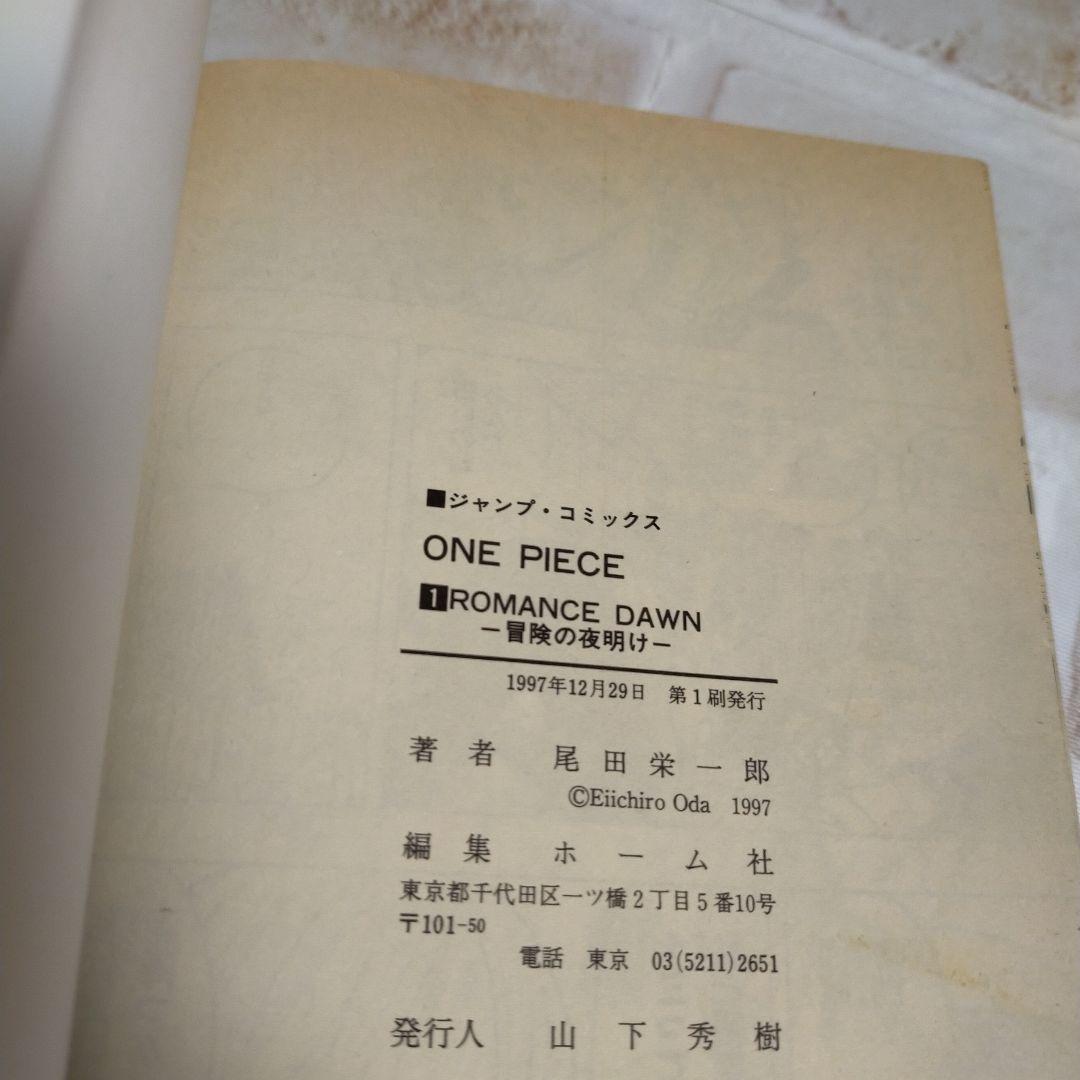 ■ジャンプ・コミックス
ONE PIECE
1 ROMANCE DAWN
―冒険の夜明け―
1997年12月29日 第1刷発行
著者 尾田栄一郎
©Eiichiro Oda 1997
編集 ホーム社
東京都千代田区一ツ橋2丁目5番10号
〒101-50
電話 東京 03(5211)2651
発行人 山下秀樹